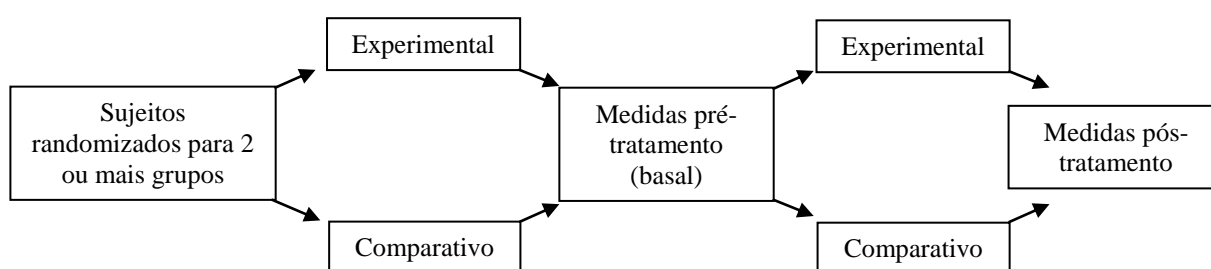 Sujeitos
randomizados para 2
ou mais grupos
Experimental
Comparativo
Medidas pré-
tratamento
(basal)
Experimental
Comparativo
Medidas pós-
tratamento